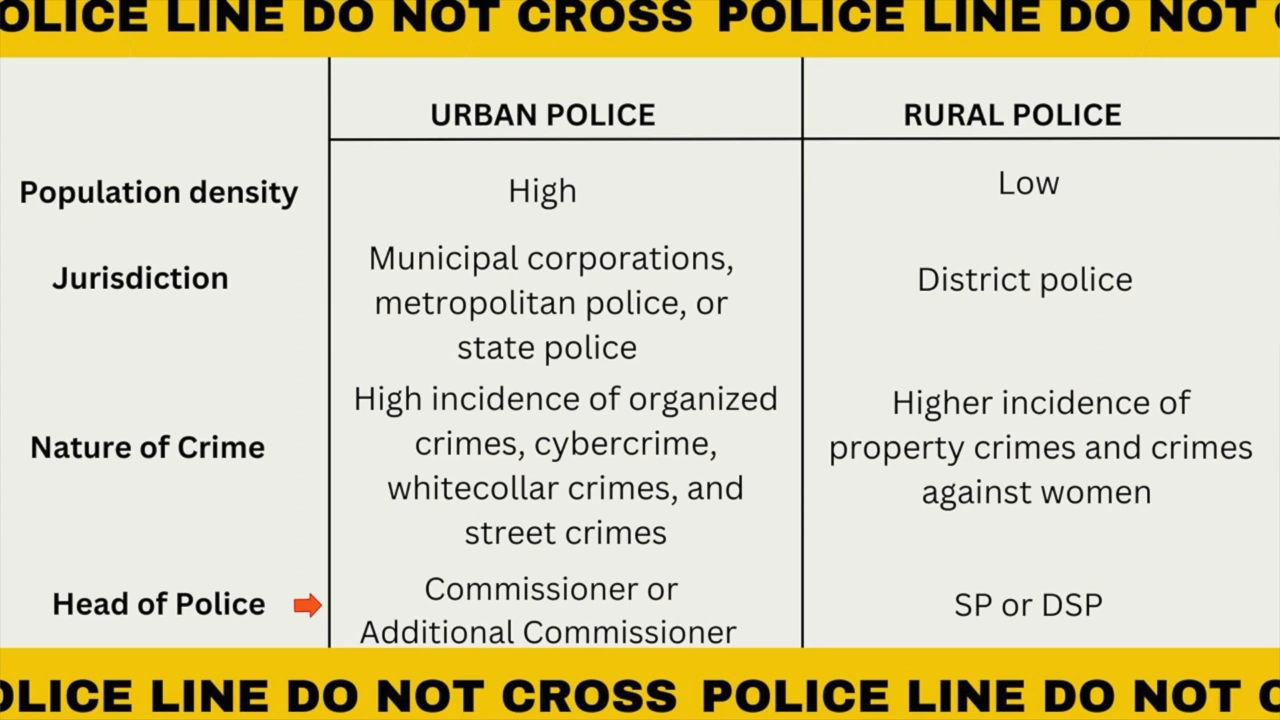 OLICE LINE DO NOT CROSS POLICE LINE DO NOT
URBAN POLICE RURAL POLICE
Population density High Low
Jurisdiction Municipal corporations, District police
metropolitan police, or
state police
Nature of Crime High incidence of organized Higher incidence of
crimes, cybercrime, property crimes and crimes
whitecollar crimes, and against women
street crimes
Head of Police Commissioner or SP or DSP
Additional Commissioner
OLICE LINE DO NOT CROSS POLICE LINE DO NOT C